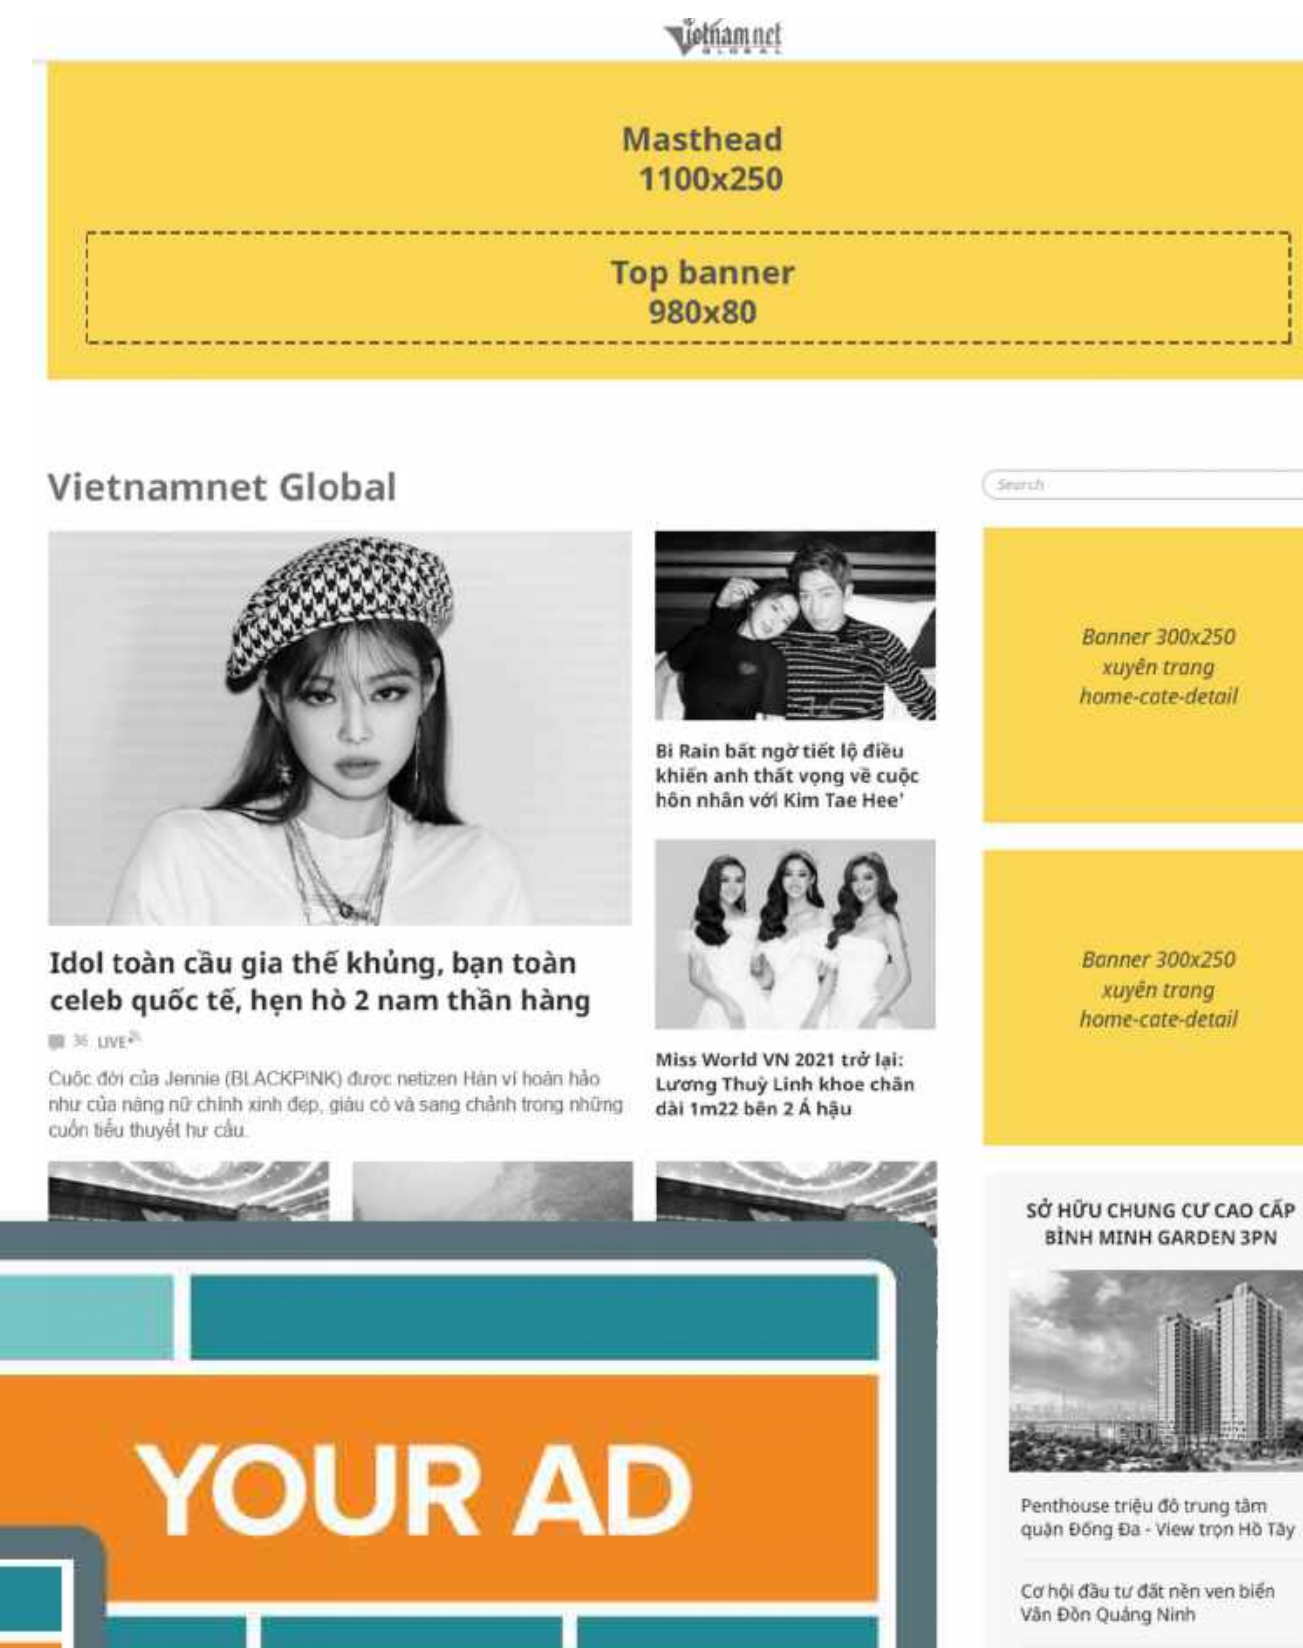 Vietnamnet
GLOBAL
Masthead
1100x250
Top banner
980x80
Vietnamnet Global
Search
Banner 300x250
xuyên trang
home-cate-detail
Bi Rain bất ngờ tiết lộ điều
khiến anh thất vọng về cuộc
hôn nhân với Kim Tae Hee'
Idol toàn cầu gia thế khủng, bạn toàn
celeb quốc tế, hẹn hò 2 nam thần hàng
36 LIVE
Cuộc đời của Jennie (BLACKPINK) được netizen Hàn ví hoàn hảo
như của nàng nữ chính xinh đẹp, giàu có và sang chảnh trong những
cuốn tiểu thuyết hư cấu.
Miss World VN 2021 trở lại:
Lương Thuỳ Linh khoe chân
dài 1m22 bên 2 Á hậu
Banner 300x250
xuyên trang
home-cate-detail
SỞ HỮU CHUNG CƯ CAO CẤP
BÌNH MINH GARDEN 3PN
Penthouse triệu đô trung tâm
quận Đống Đa - View trọn Hồ Tây
Cơ hội đầu tư đất nền ven biển
Vân Đồn Quảng Ninh
YOUR AD